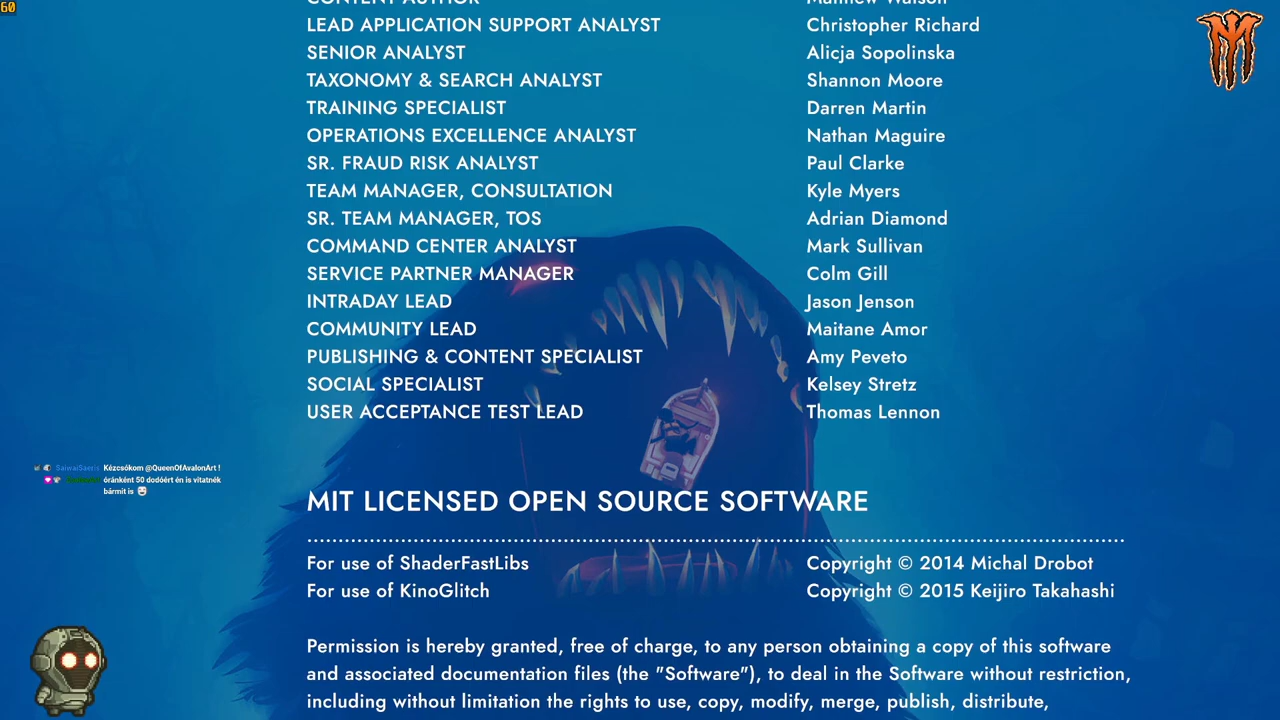 60
CONTENT AUTHOR Matthew Watson
LEAD APPLICATION SUPPORT ANALYST Christopher Richard
SENIOR ANALYST Alicja Sopolinska
TAXONOMY & SEARCH ANALYST Shannon Moore
TRAINING SPECIALIST Darren Martin
OPERATIONS EXCELLENCE ANALYST Nathan Maguire
SR. FRAUD RISK ANALYST Paul Clarke
TEAM MANAGER, CONSULTATION Kyle Myers
SR. TEAM MANAGER, TOS Adrian Diamond
COMMAND CENTER ANALYST Mark Sullivan
SERVICE PARTNER MANAGER Colm Gill
INTRADAY LEAD Jason Jenson
COMMUNITY LEAD Maitane Amor
PUBLISHING & CONTENT SPECIALIST Amy Peveto
SOCIAL SPECIALIST Kelsey Stretz
USER ACCEPTANCE TEST LEAD Thomas Lennon
Kézcsókom @QueenOfAvalonArt !
óránként 50 dodóért én is vitatnék
bármit is
MIT LICENSED OPEN SOURCE SOFTWARE
For use of ShaderFastLibs Copyright © 2014 Michal Drobot
For use of KinoGlitch Copyright © 2015 Keijiro Takahashi
Permission is hereby granted, free of charge, to any person obtaining a copy of this software
and associated documentation files (the "Software"), to deal in the Software without restriction,
including without limitation the rights to use, copy, modify, merge, publish, distribute,